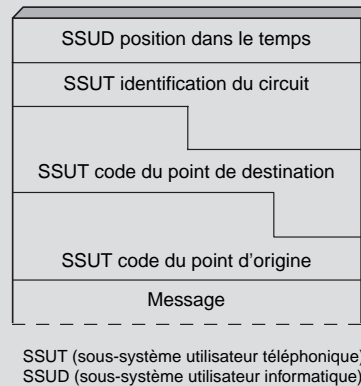 SSUD position dans le temps
SSUT identification du circuit
SSUT code du point de destination
SSUT code du point d'origine
Message
SSUT (sous-système utilisateur téléphonique)
SSUD (sous-système utilisateur informatique)